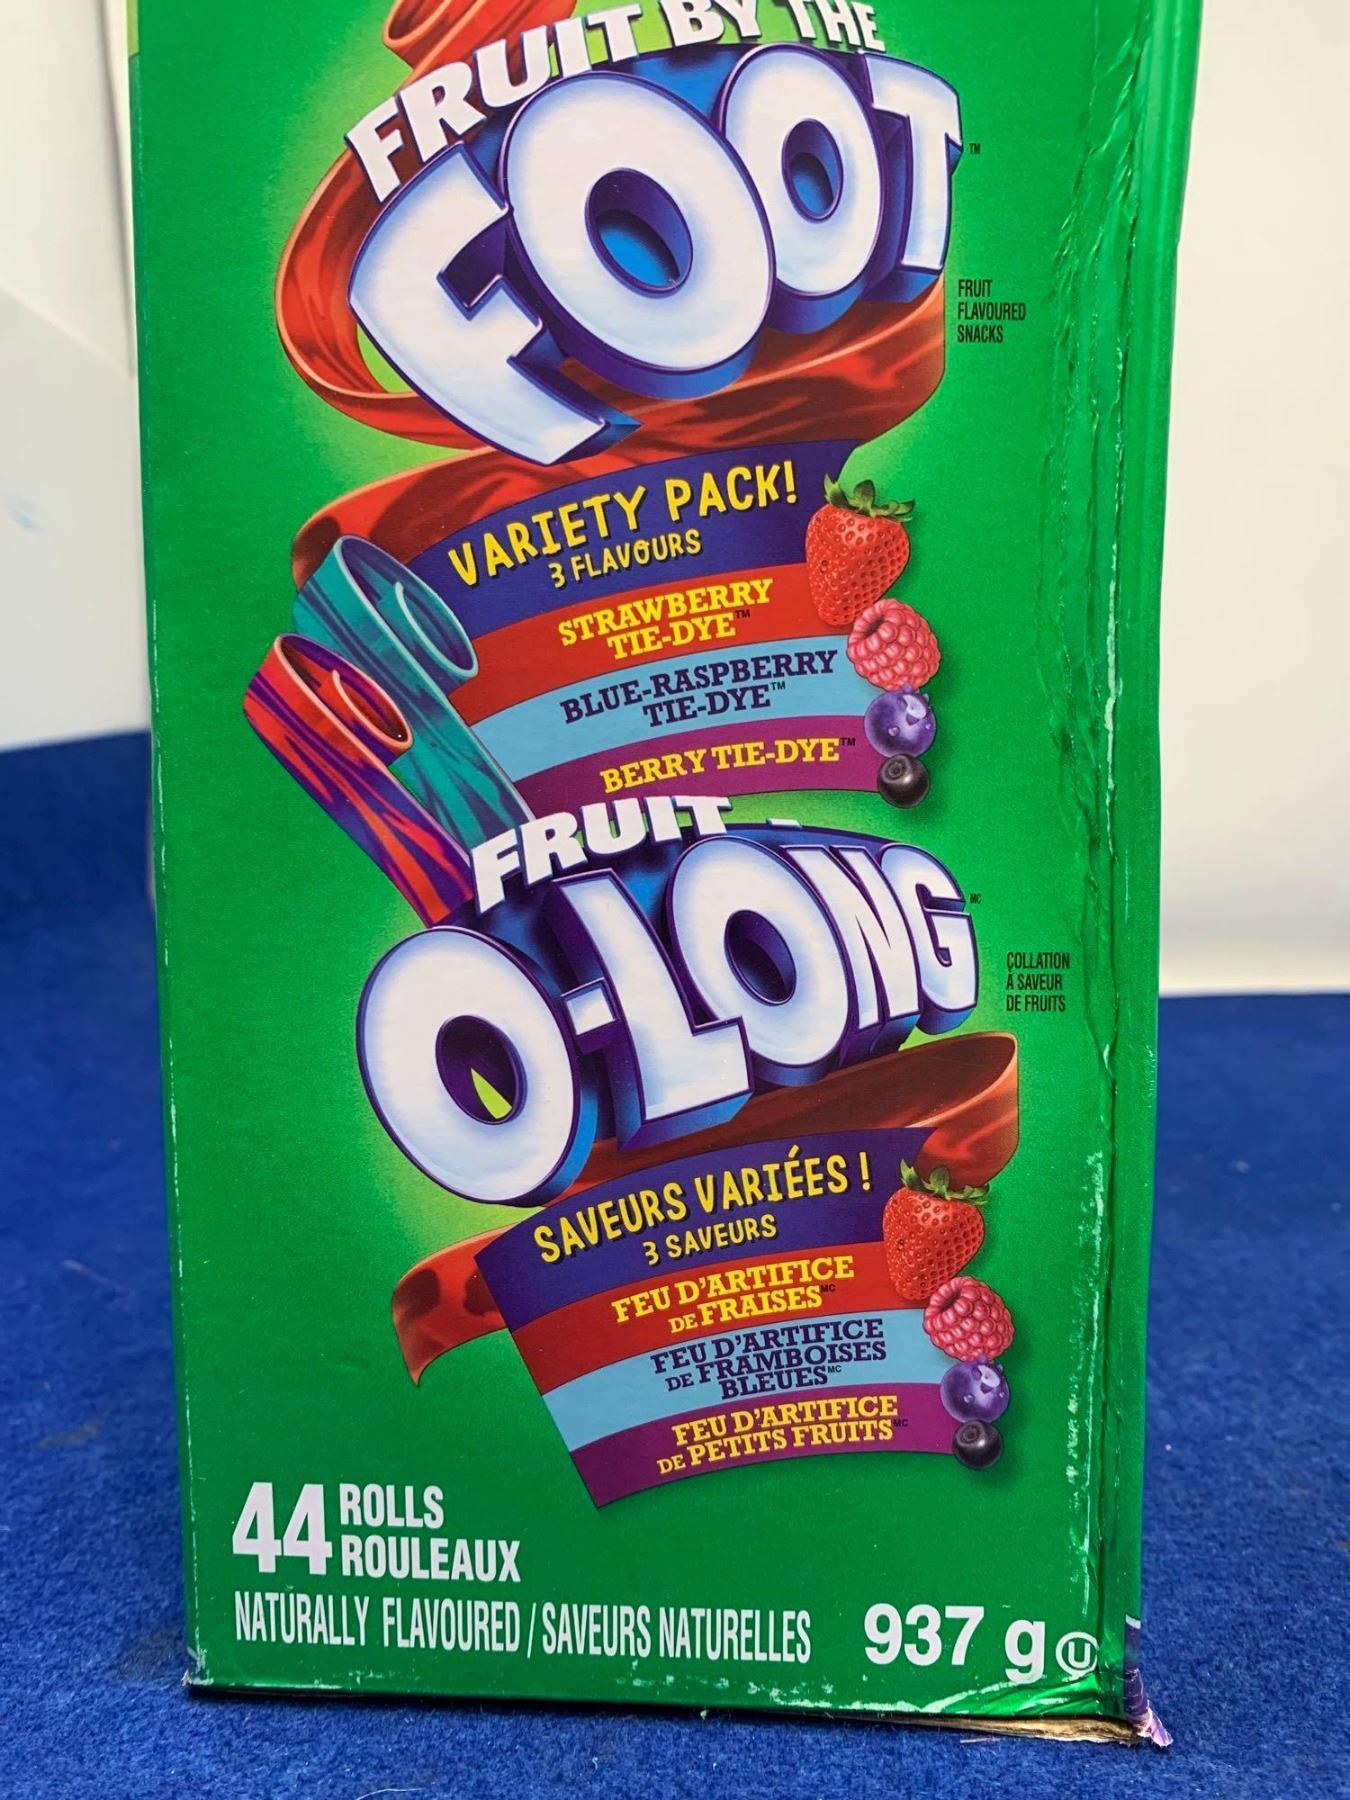 FRUIT BY THE
FOOT™
FRUIT
FLAVOURED
SNACKS
VARIETY PACK!
3 FLAVOURS
STRAWBERRY
TIE-DYE™
BLUE-RASPBERRY
TIE-DYE™
BERRY TIE-DYE™
FRUIT
O-LONG MC
COLLATION
À SAVEUR
DE FRUITS
SAVEURS VARIÉES !
3 SAVEURS
FEU D'ARTIFICE
DE FRAISES MC
FEU D'ARTIFICE
DE FRAMBOISES
BLEUES MC
FEU D'ARTIFICE
DE PETITS FRUITS MC
44 ROLLS
ROULEAUX
NATURALLY FLAVOURED / SAVEURS NATURELLES 937 g U